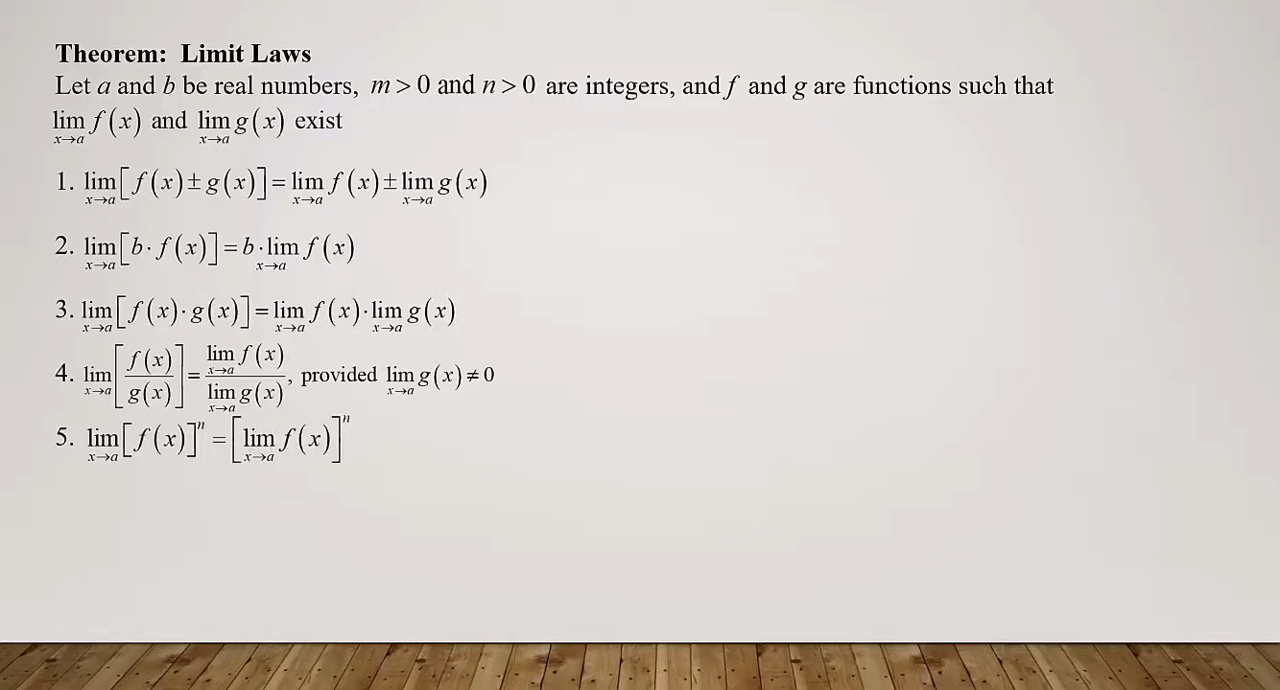 Theorem: Limit Laws
Let a and b be real numbers, m > 0 and n > 0 are integers, and f and g are functions such that
lim_{x→a} f(x) and lim_{x→a} g(x) exist
1. lim_{x→a} [f(x) ± g(x)] = lim_{x→a} f(x) ± lim_{x→a} g(x)
2. lim_{x→a} [b · f(x)] = b · lim_{x→a} f(x)
3. lim_{x→a} [f(x) · g(x)] = lim_{x→a} f(x) · lim_{x→a} g(x)
4. lim_{x→a} [f(x) / g(x)] = lim_{x→a} f(x) / lim_{x→a} g(x), provided lim_{x→a} g(x) ≠ 0
5. lim_{x→a} [f(x)]^n = [lim_{x→a} f(x)]^n